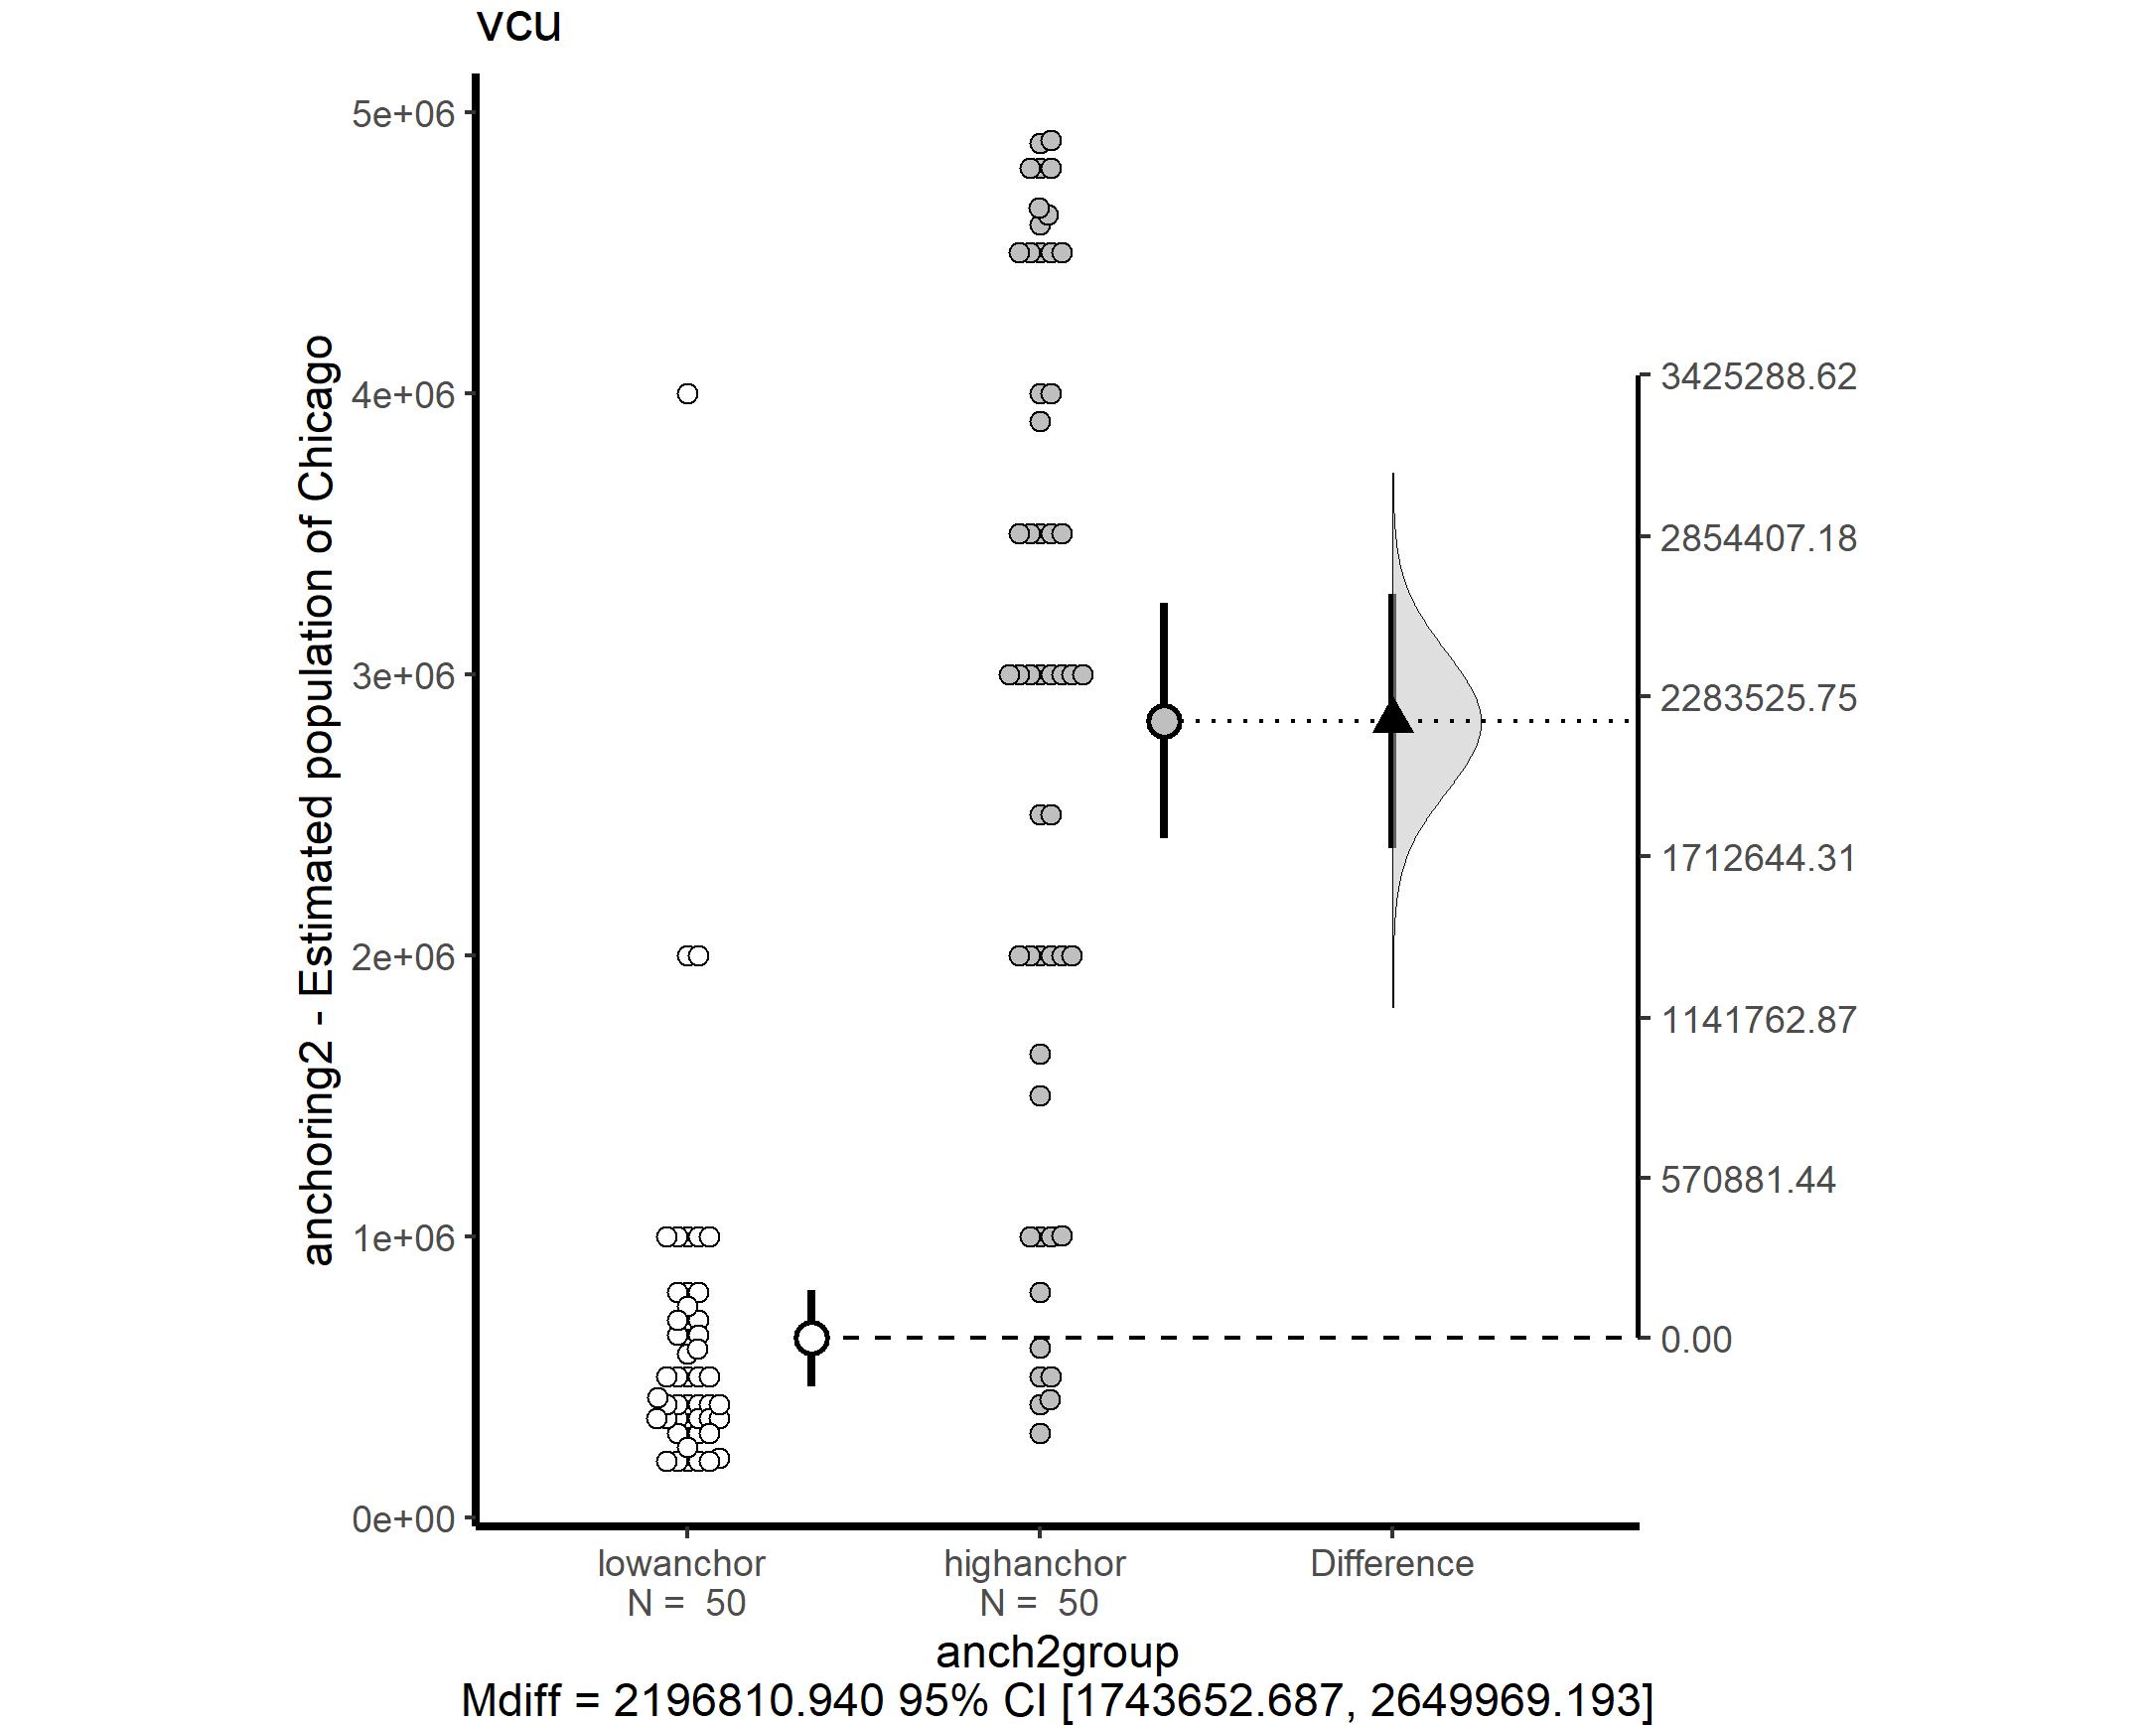 vcu
anchoring2 - Estimated population of Chicago
5e+06
4e+06
3e+06
2e+06
1e+06
0e+00
3425288.62
2854407.18
2283525.75
1712644.31
1141762.87
570881.44
0.00
lowanchor
N =  50
highanchor
N =  50
Difference
anch2group
Mdiff = 2196810.940 95% CI [1743652.687, 2649969.193]